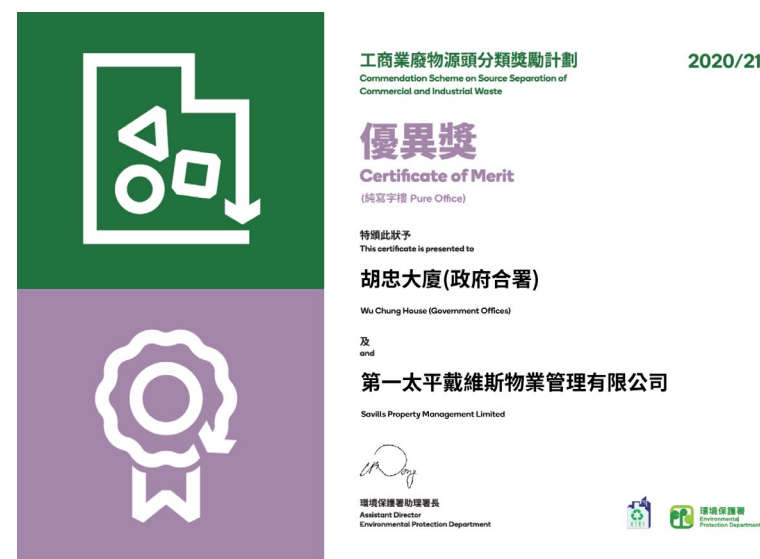 工商業廢物源頭分類獎勵計劃
2020/21
Commendation Scheme on Source Separation of
Commercial and Industrial Waste
優異獎
Certificate of Merit
(純寫字樓 Pure Office)
特頒此狀予
This certificate is presented to
胡忠大廈(政府合署)
Wu Chung House (Government Offices)
及
and
第一太平戴維斯物業管理有限公司
Savills Property Management Limited
環境保護署助理署長
Assistant Director
Environmental Protection Department
環境保護署
Environmental
Protection Department